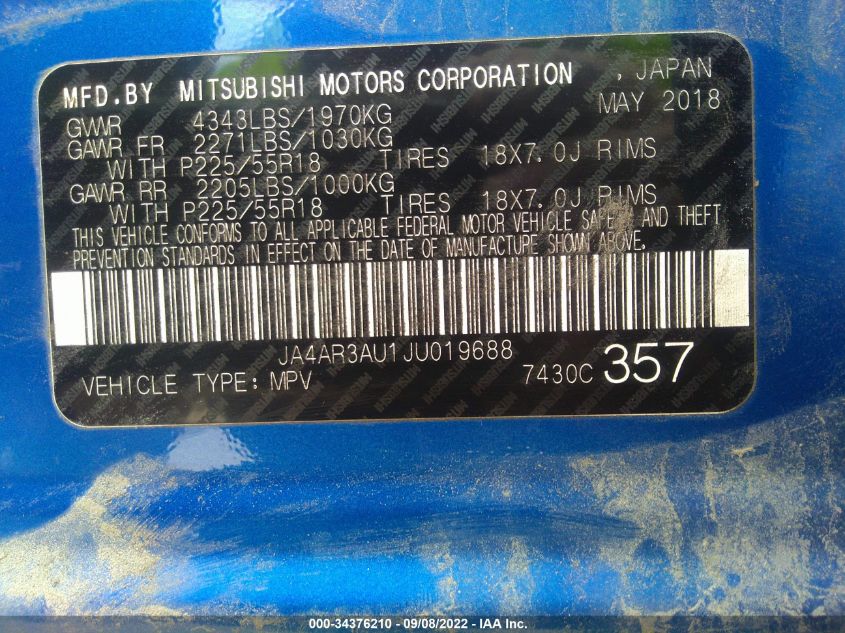 MFD.BY MITSUBISHI MOTORS CORPORATION , JAPAN
MAY 2018
GWWR 4343LBS/1970KG
GAWR FR 2271LBS/1030KG
WITH P225/55R18 TIRES 18X7.0J RIMS
GAWR RR 2205LBS/1000KG
WITH P225/55R18 TIRES 18X7.0J RIMS
THIS VEHICLE CONFORMS TO ALL APPLICABLE FEDERAL MOTOR VEHICLE SAFETY AND THEFT
PREVENTION STANDARDS IN EFFECT ON THE DATE OF MANUFACTURE SHOWN ABOVE.
JA4AR3AU1JU019688
VEHICLE TYPE: MPV 7430C 357
000-34376210 - 09/08/2022 - IAA Inc.